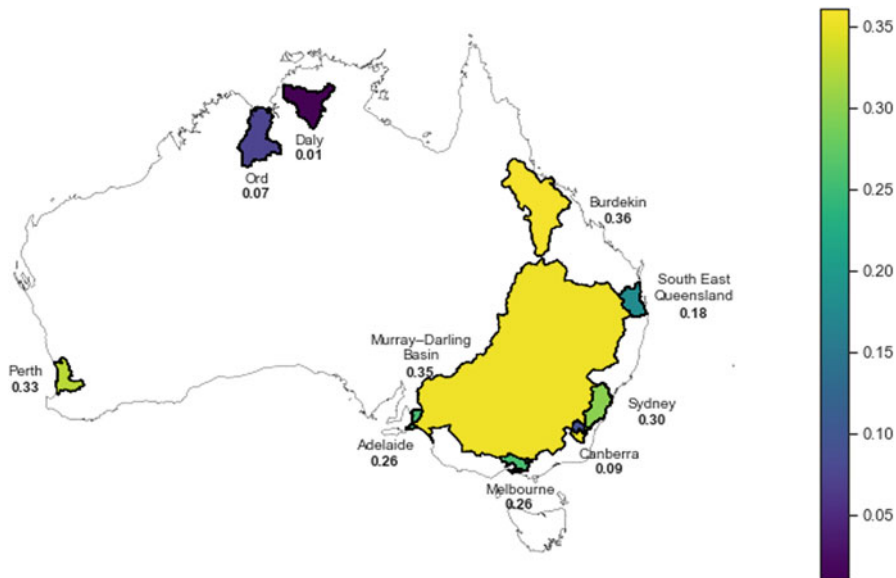 Daly
0.01
Ord
0.07
Burdekin
0.36
South East
Queensland
0.18
Murray–Darling
Basin
0.35
Perth
0.33
Sydney
0.30
Adelaide
0.26
Canberra
0.09
Melbourne
0.26
0.35
0.30
0.25
0.20
0.15
0.10
0.05